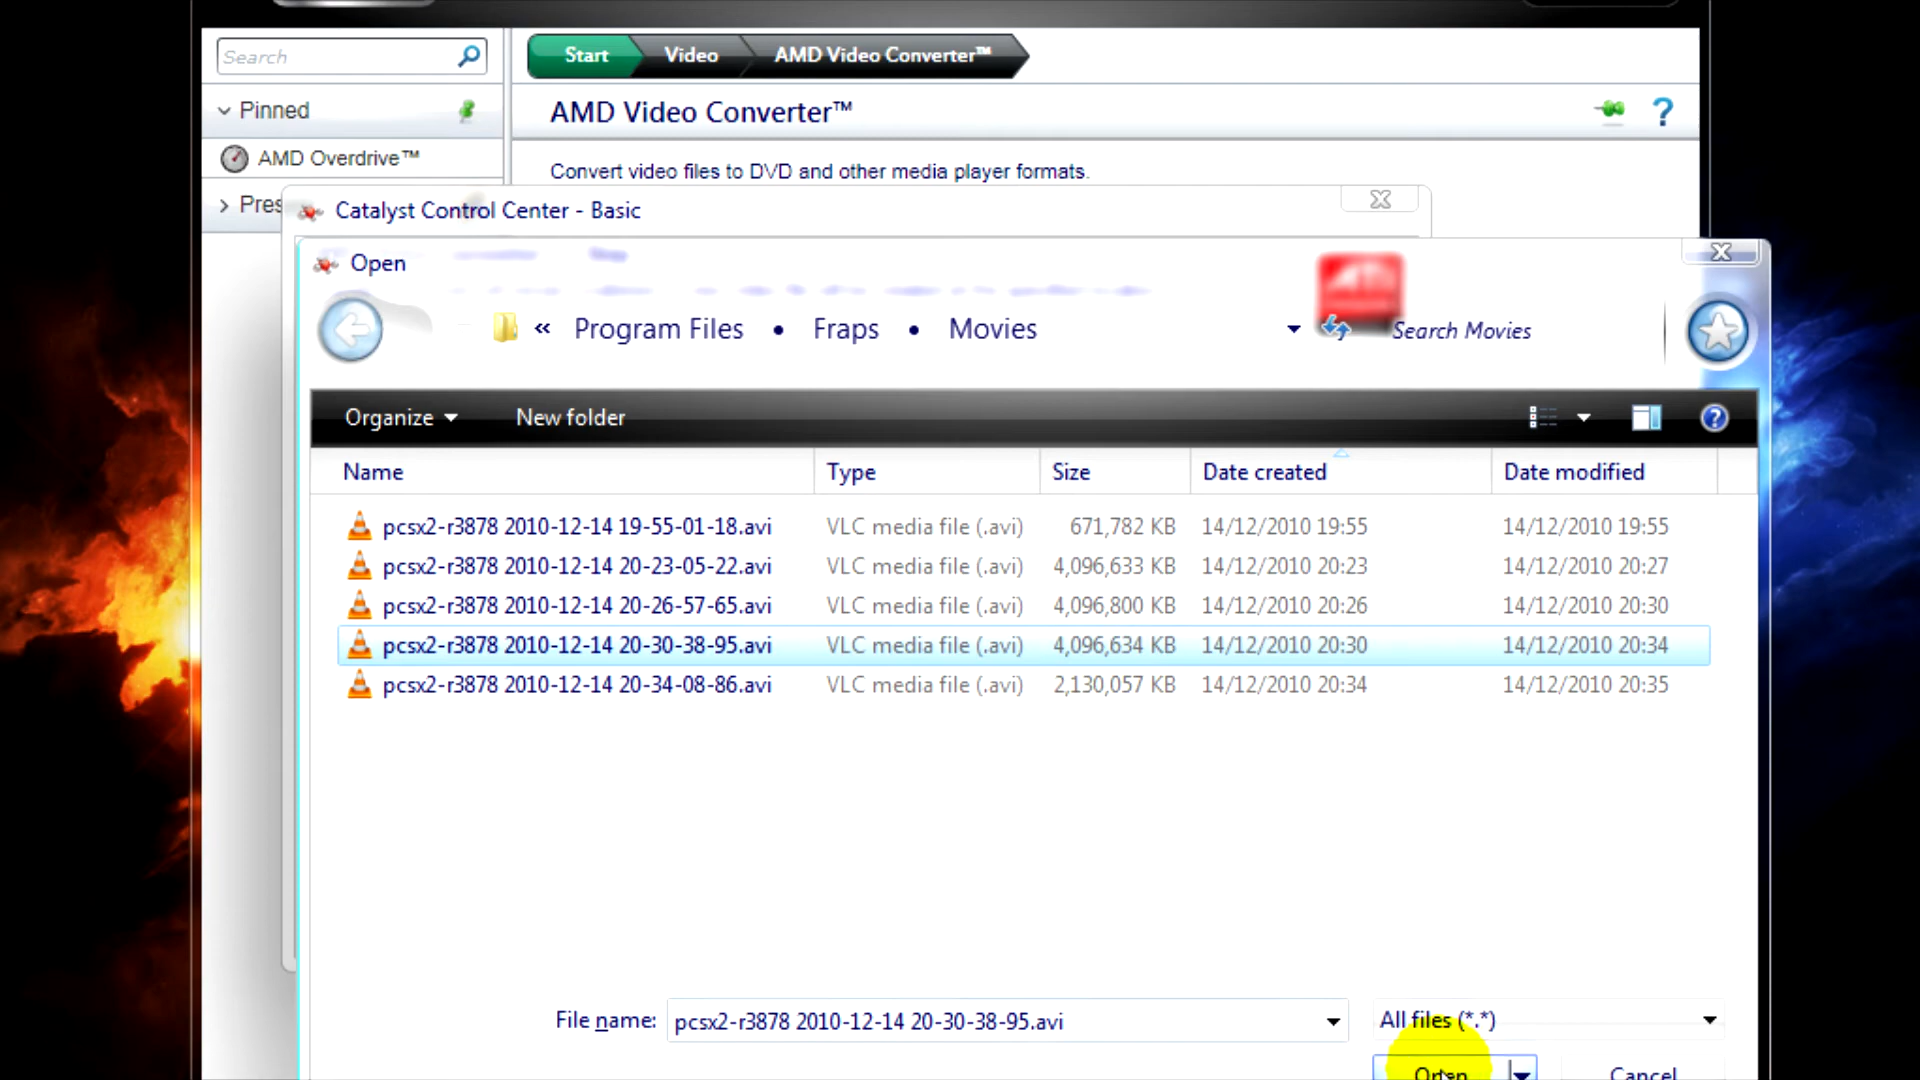 Search
Start Video AMD Video Converter™
Pinned
AMD Video Converter™ ?
AMD Overdrive™
Convert video files to DVD and other media player formats.
Pres
Catalyst Control Center - Basic
X
Open
X
« Program Files • Fraps • Movies
Search Movies
Organize New folder ?
Name Type Size Date created Date modified
pcsx2-r3878 2010-12-14 19-55-01-18.avi VLC media file (.avi) 671,782 KB 14/12/2010 19:55 14/12/2010 19:55
pcsx2-r3878 2010-12-14 20-23-05-22.avi VLC media file (.avi) 4,096,633 KB 14/12/2010 20:23 14/12/2010 20:27
pcsx2-r3878 2010-12-14 20-26-57-65.avi VLC media file (.avi) 4,096,800 KB 14/12/2010 20:26 14/12/2010 20:30
pcsx2-r3878 2010-12-14 20-30-38-95.avi VLC media file (.avi) 4,096,634 KB 14/12/2010 20:30 14/12/2010 20:34
pcsx2-r3878 2010-12-14 20-34-08-86.avi VLC media file (.avi) 2,130,057 KB 14/12/2010 20:34 14/12/2010 20:35
File name: pcsx2-r3878 2010-12-14 20-30-38-95.avi All files (*.*)
Open Cancel